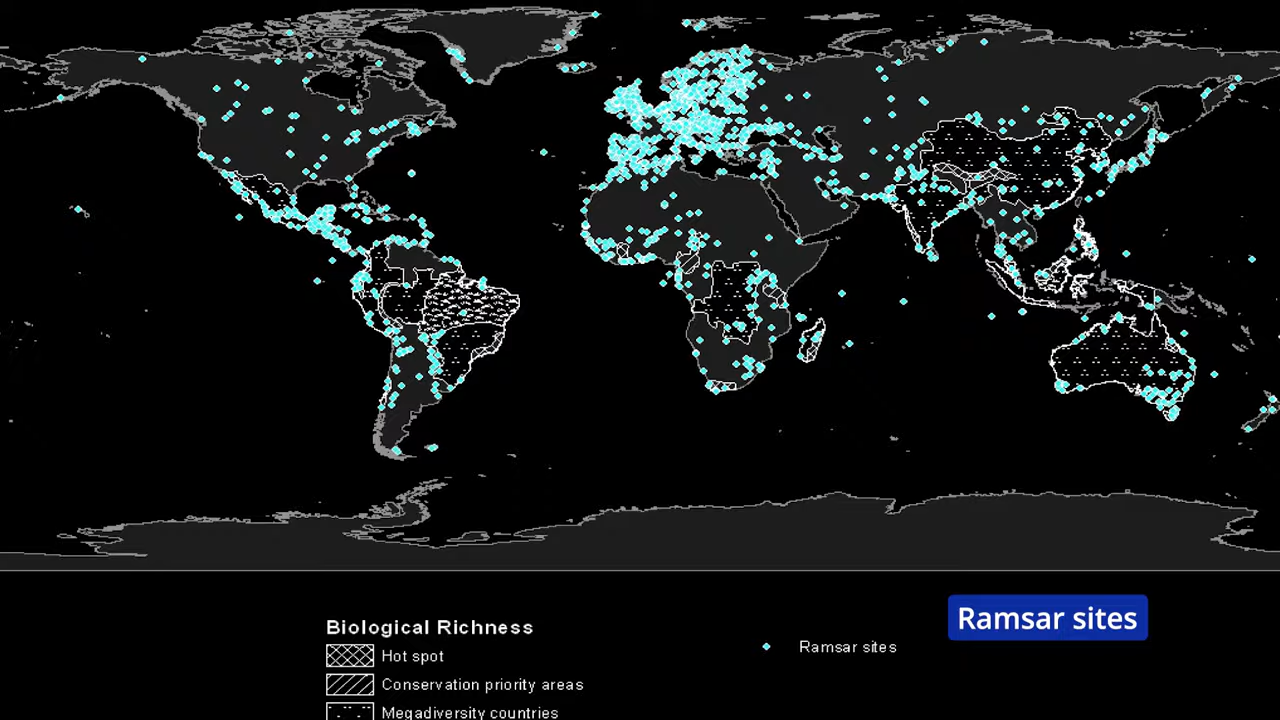 Ramsar sites
Biological Richness
Hot spot
Ramsar sites
Conservation priority areas
Megadiversity countries